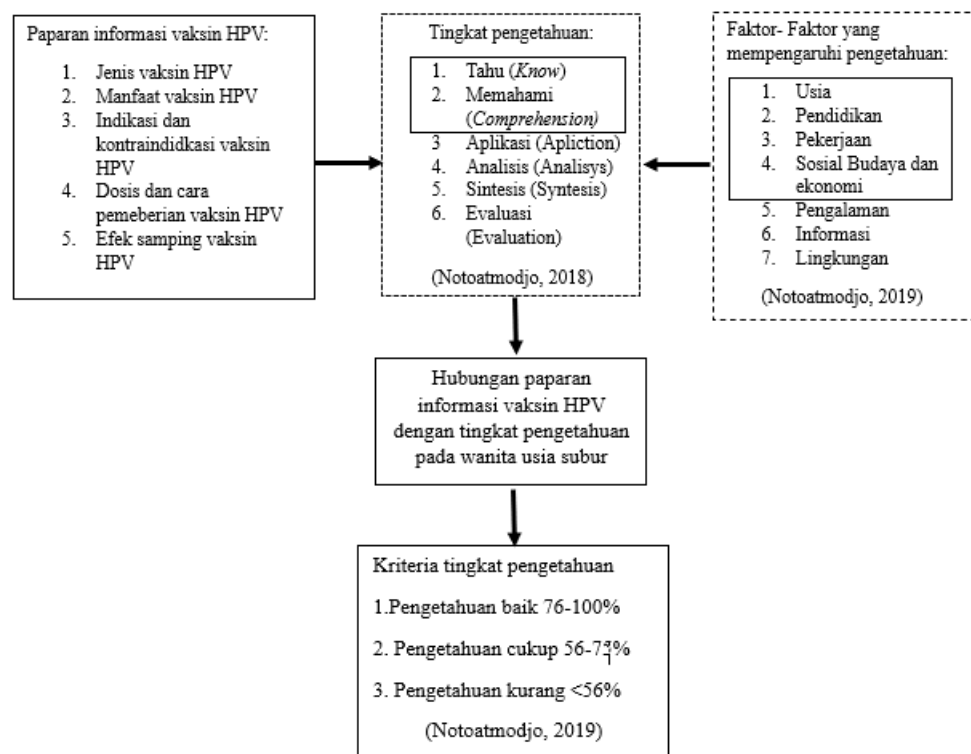 Paparan informasi vaksin HPV:
1. Jenis vaksin HPV
2. Manfaat vaksin HPV
3. Indikasi dan
kontraindidkasi vaksin
HPV
4. Dosis dan cara
pemeberian vaksin HPV
5. Efek samping vaksin
HPV
Tingkat pengetahuan:
1. Tahu (Know)
2. Memahami
(Comprehension)
3 Aplikasi (Apliction)
4. Analisis (Analisys)
5. Sintesis (Syntesis)
6. Evaluasi
(Evaluation)
(Notoatmodjo, 2018)
Faktor- Faktor yang
mempengaruhi pengetahuan:
1. Usia
2. Pendidikan
3. Pekerjaan
4. Sosial Budaya dan
ekonomi
5. Pengalaman
6. Informasi
7. Lingkungan
(Notoatmodjo, 2019)
Hubungan paparan
informasi vaksin HPV
dengan tingkat pengetahuan
pada wanita usia subur
Kriteria tingkat pengetahuan
1.Pengetahuan baik 76-100%
2. Pengetahuan cukup
3. Pengetahuan kurang <56%
(Notoatmodjo, 2019)